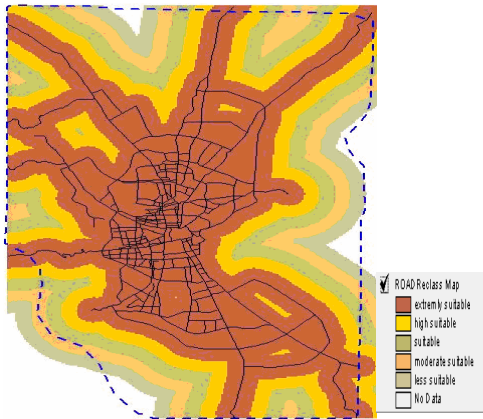 ROAD Reclass Map
extremly suitable
high suitable
suitable
moderate suitable
less suitable
No Data